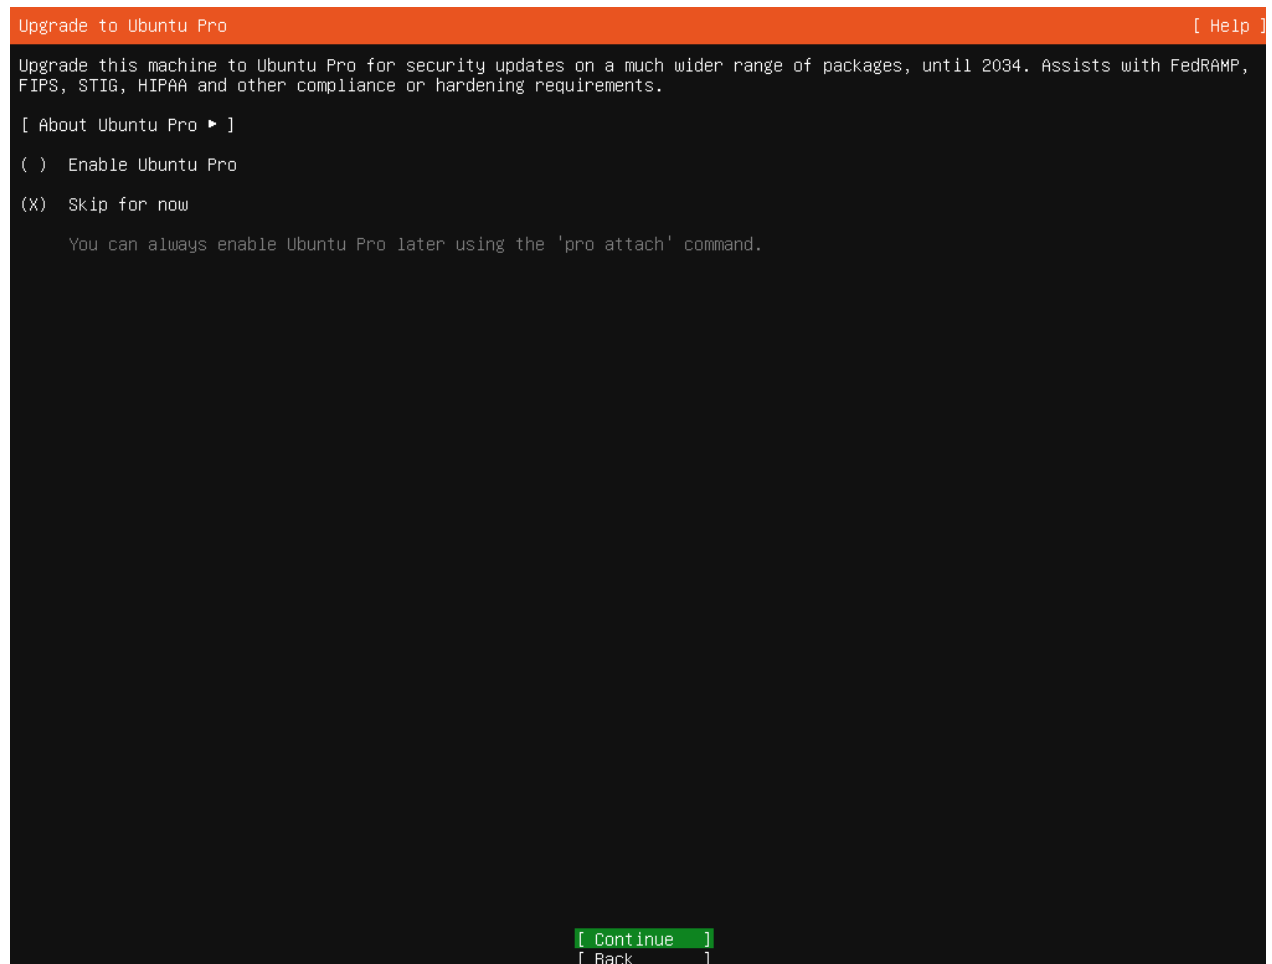 Upgrade to Ubuntu Pro [ Help ]
Upgrade this machine to Ubuntu Pro for security updates on a much wider range of packages, until 2034. Assists with FedRAMP,
FIPS, STIG, HIPAA and other compliance or hardening requirements.
[ About Ubuntu Pro ► ]
( ) Enable Ubuntu Pro
(X) Skip for now
You can always enable Ubuntu Pro later using the 'pro attach' command.
[ Continue ]
[ Back ]